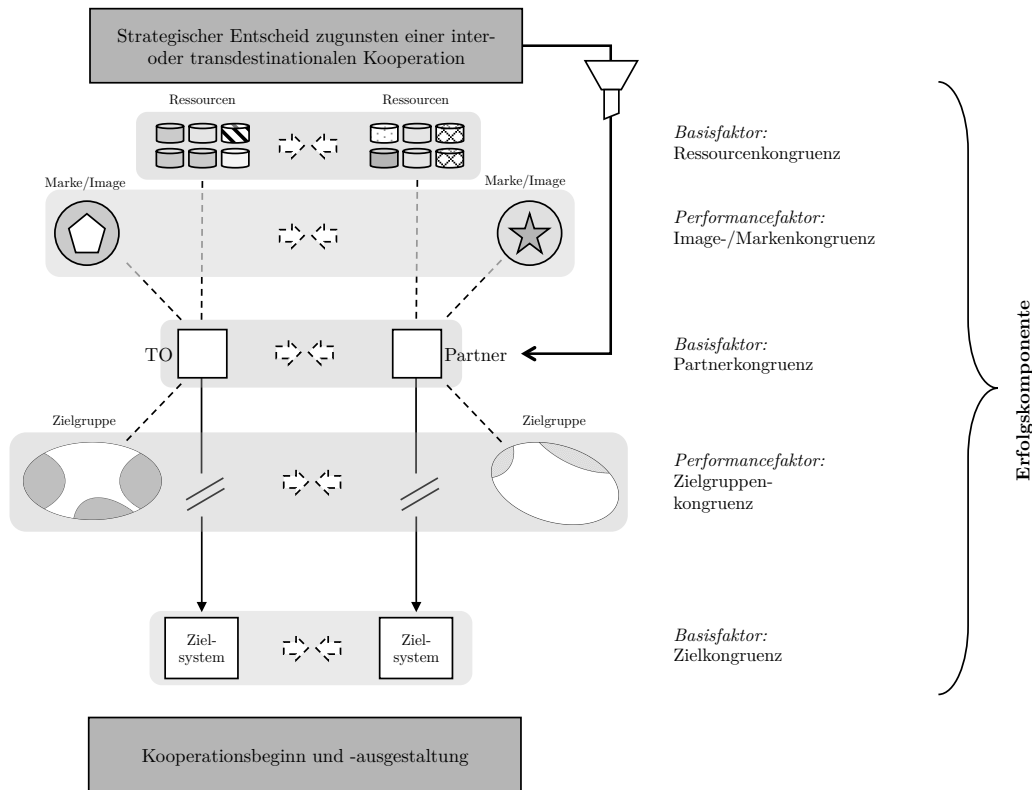 Strategischer Entscheid zugunsten einer inter-
oder transdestinationalen Kooperation
Ressourcen
Ressourcen
Basisfaktor:
Ressourcenkongruenz
Marke/Image
Marke/Image
Performancefaktor:
Image-/Markenkongruenz
TO
Partner
Basisfaktor:
Partnerkongruenz
Zielgruppe
Zielgruppe
Performancefaktor:
Zielgruppen-
kongruenz
Ziel-
system
Ziel-
system
Basisfaktor:
Zielkongruenz
Erfolgskomponente
Kooperationsbeginn und -ausgestaltung